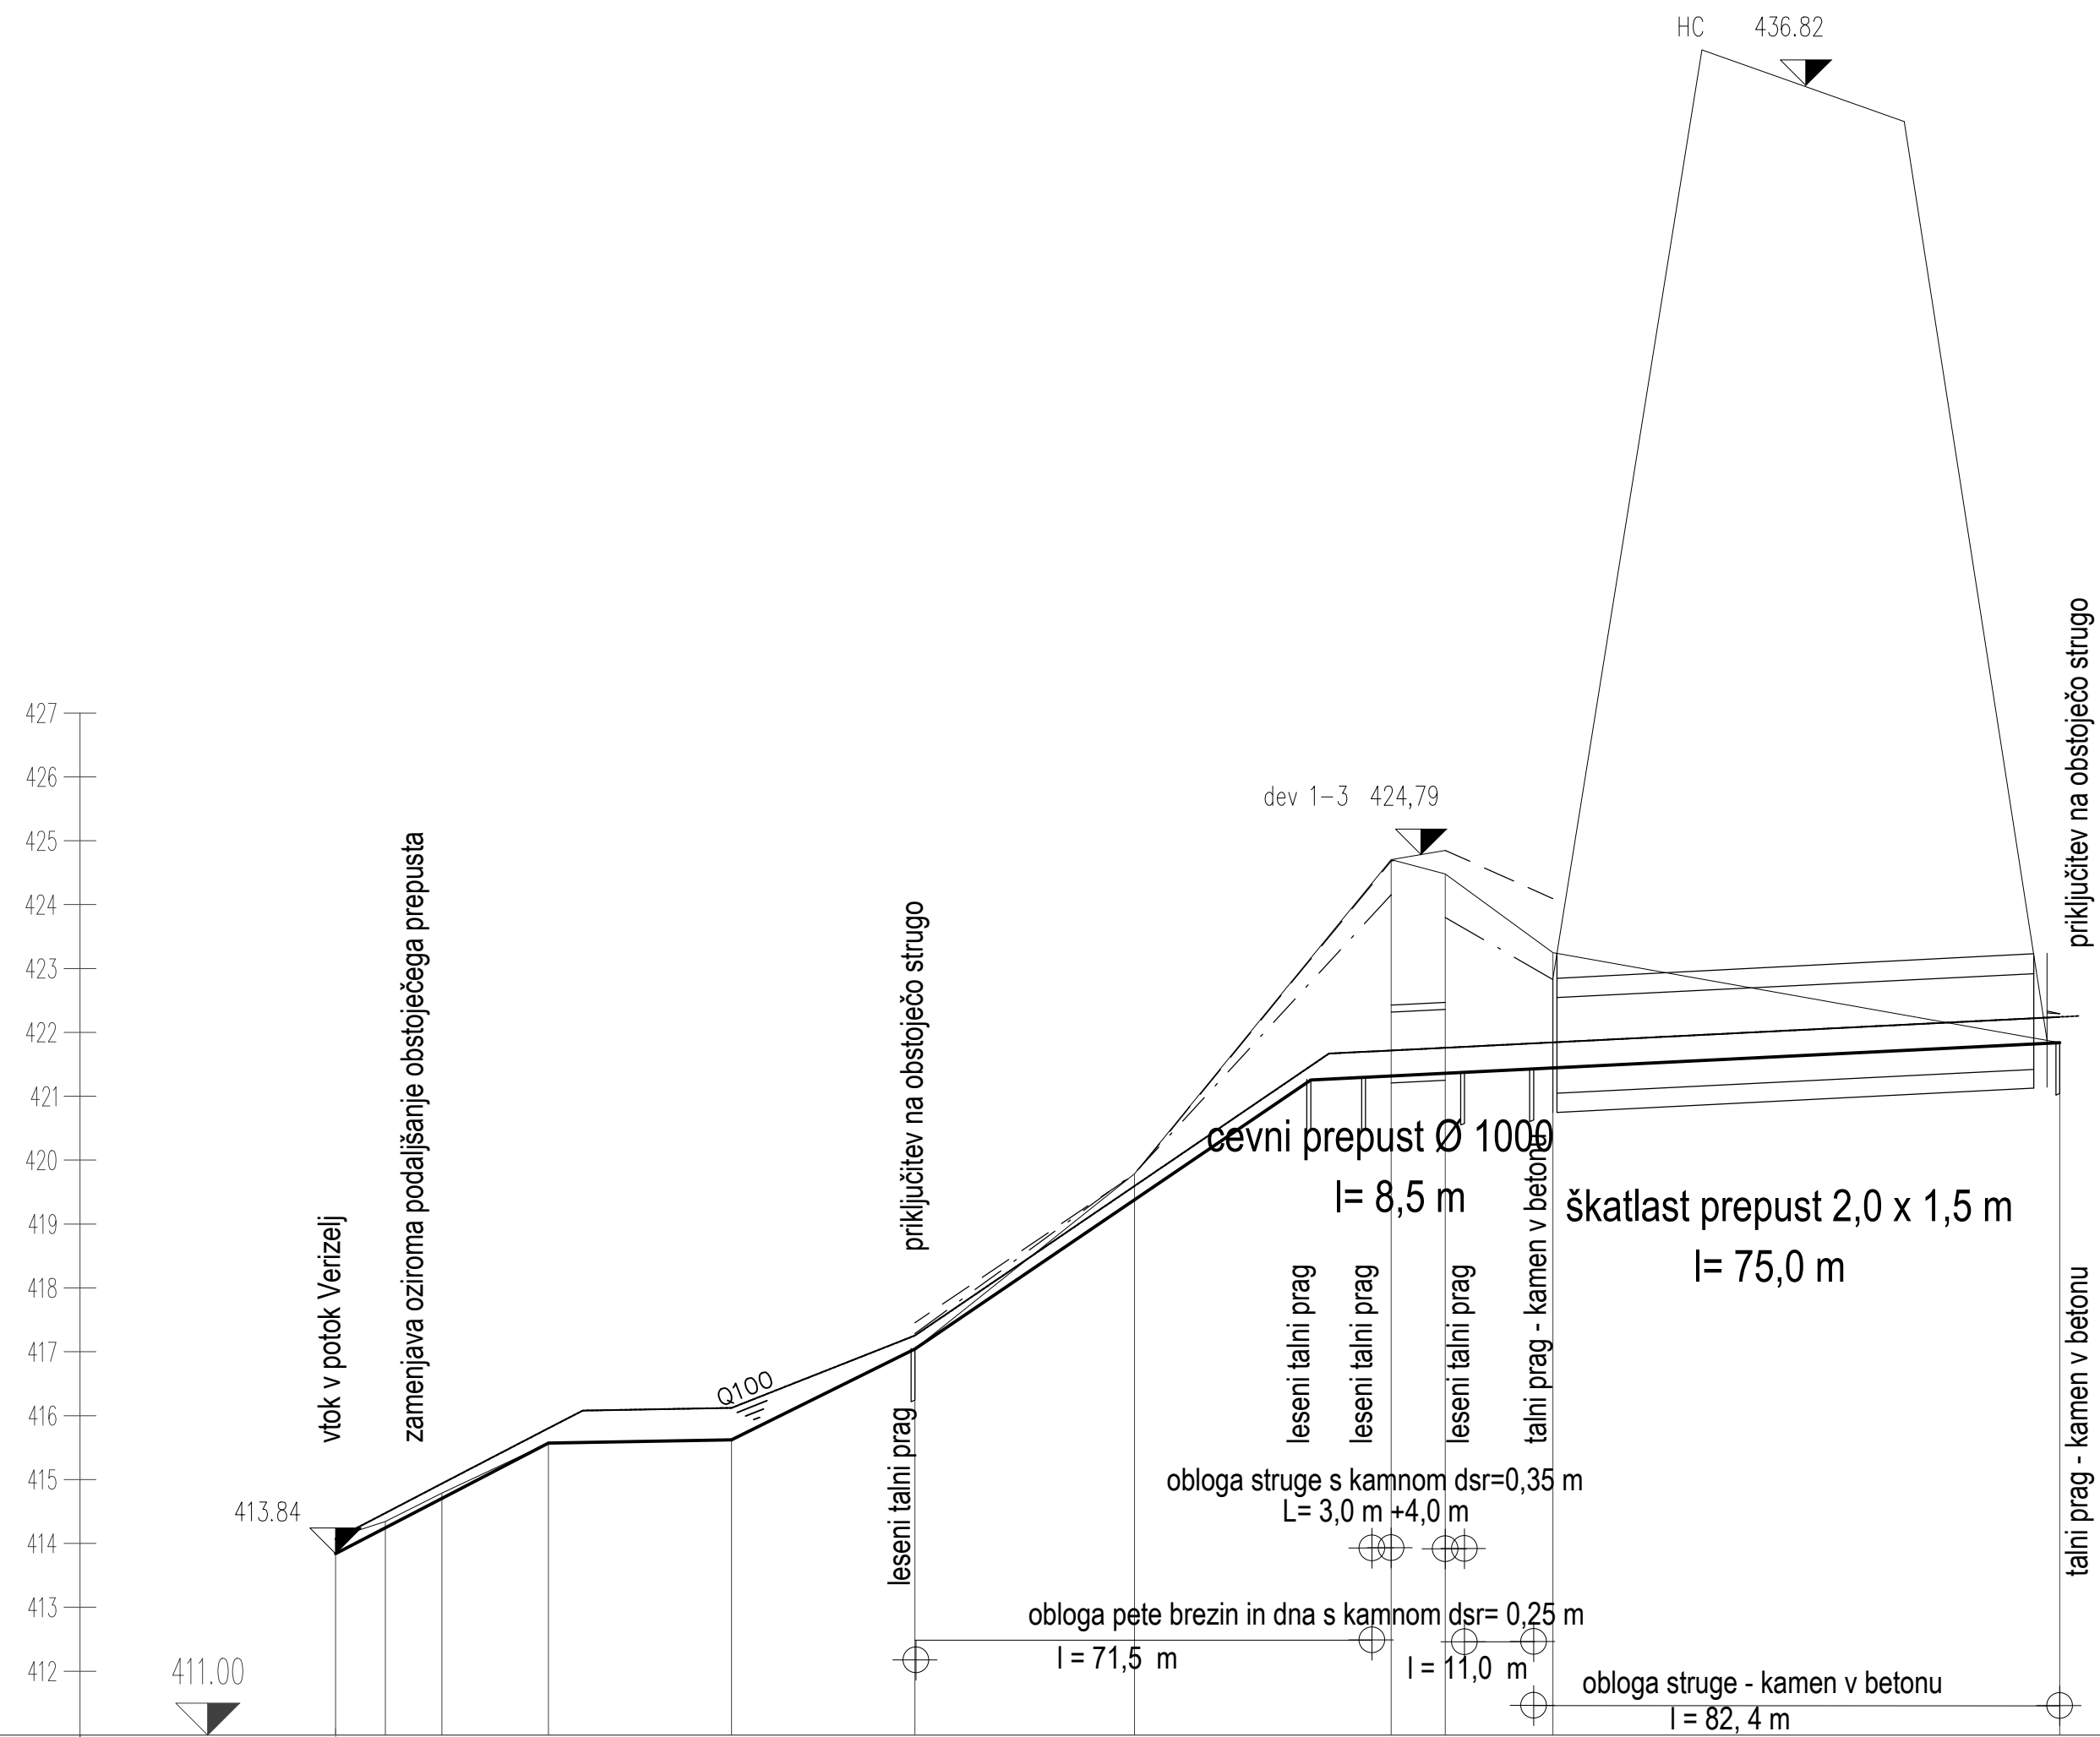 HC 436.82
427
426
425
424
423
422
421
420
419
418
417
416
415
414
413
412
411.00
413.84
vtok v potok Verizelj
zamenjava oziroma podaljšanje obstoječega prepusta
Q100
priključitev na obstoječo strugo
leseni talni prag
dev 1-3 424,79
cevni prepust Ø 1000
l= 8,5 m
leseni talni prag
leseni talni prag
leseni talni prag
talni prag - kamen v betonu
škatlast prepust 2,0 x 1,5 m
l= 75,0 m
priključitev na obstoječo strugo
talni prag - kamen v betonu
obloga struge s kamnom dsr=0,35 m
L= 3,0 m +4,0 m
obloga pete brezin in dna s kamnom dsr= 0,25 m
l = 71,5 m
l = 11,0 m
obloga struge - kamen v betonu
l = 82, 4 m